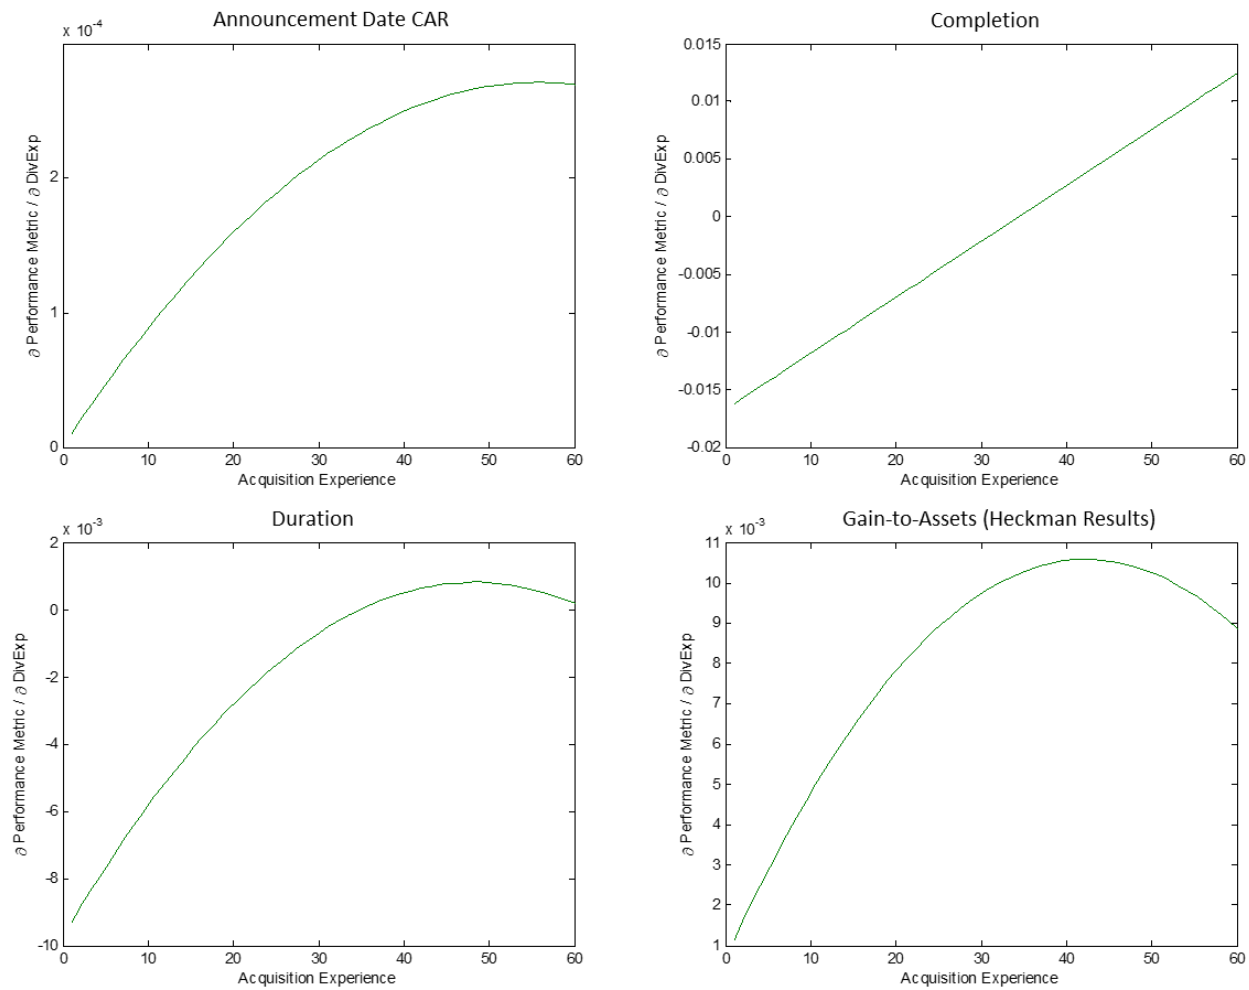 Announcement Date CAR
x 10-4
2
1
0
∂ Performance Metric / ∂ DivExp
0 10 20 30 40 50 60
Acquisition Experience
Completion
0.015
0.01
0.005
0
-0.005
-0.01
-0.015
-0.02
∂ Performance Metric / ∂ DivExp
0 10 20 30 40 50 60
Acquisition Experience
Duration
x 10-3
2
0
-2
-4
-6
-8
-10
∂ Performance Metric / ∂ DivExp
0 10 20 30 40 50 60
Acquisition Experience
Gain-to-Assets (Heckman Results)
x 10-3
11
10
9
8
7
6
5
4
3
2
1
∂ Performance Metric / ∂ DivExp
0 10 20 30 40 50 60
Acquisition Experience